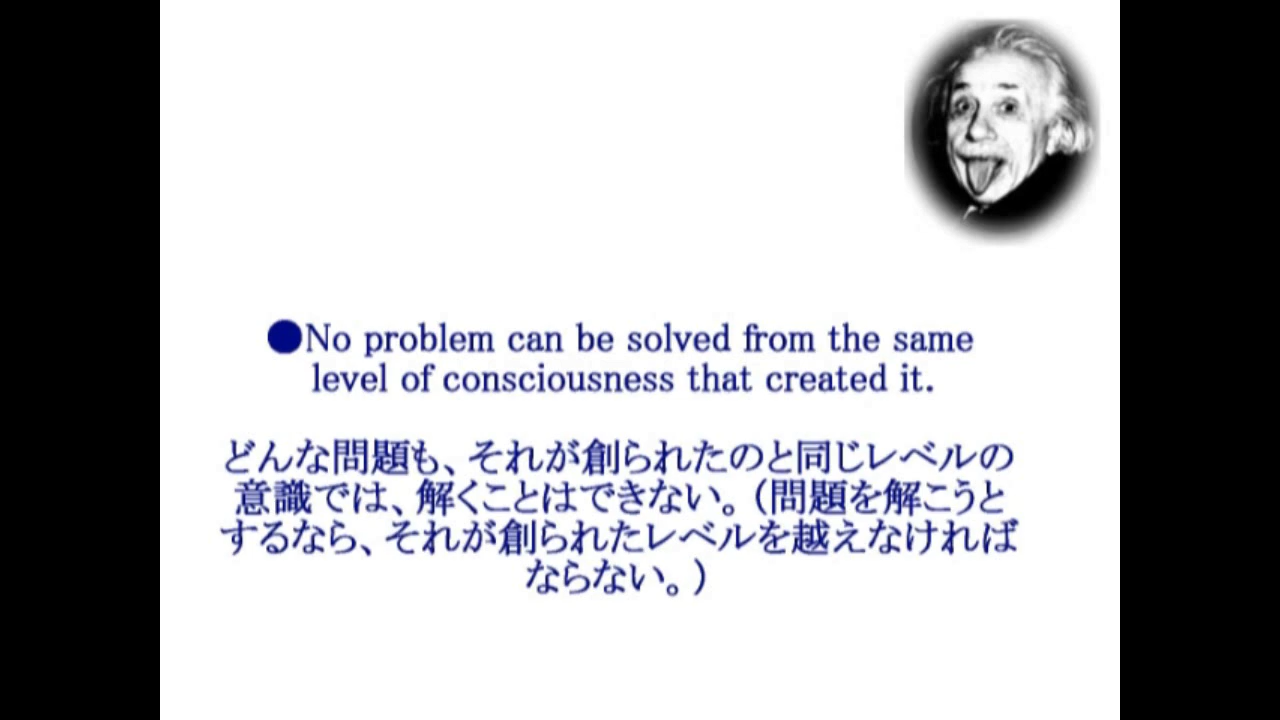 ●No problem can be solved from the same
level of consciousness that created it.
どんな問題も、それが創られたのと同じレベルの
意識では、解くことはできない。(問題を解こうと
するなら、それが創られたレベルを越えなければ
ならない。)